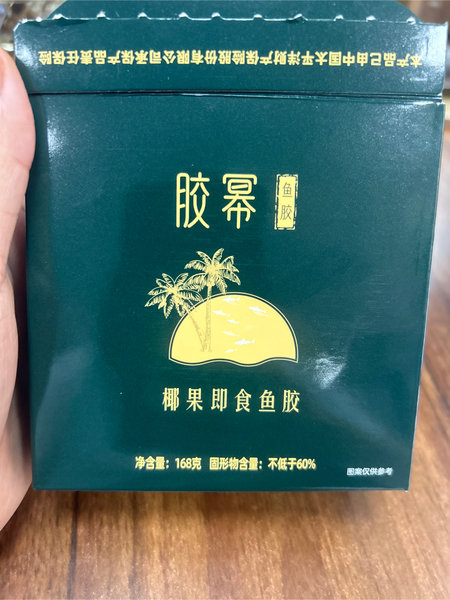 本产品已由中国太平洋财产保险股份有限公司承保产品责任保险
胶幂
鱼胶
椰果即食鱼胶
净含量：168克 固形物含量：不低于60%
图案仅供参考